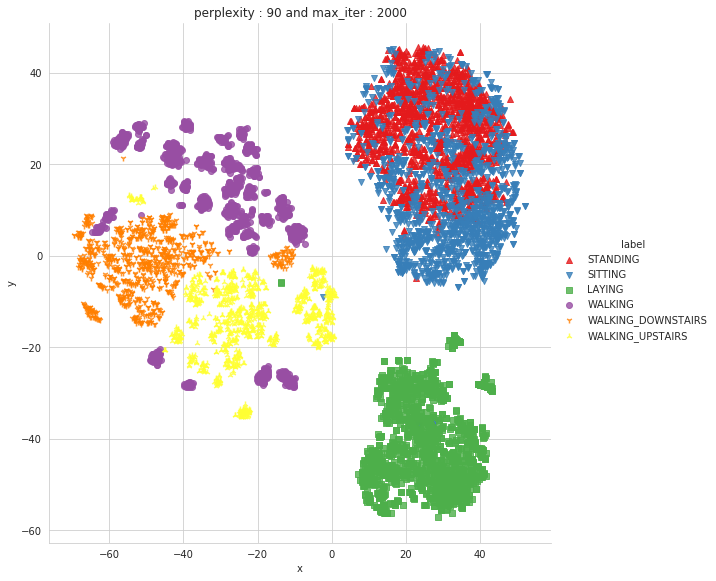 perplexity : 90 and max_iter : 2000
40
20
0
−20
−40
−60
y
−60
−40
−20
0
20
40
x
label
STANDING
SITTING
LAYING
WALKING
WALKING_DOWNSTAIRS
WALKING_UPSTAIRS